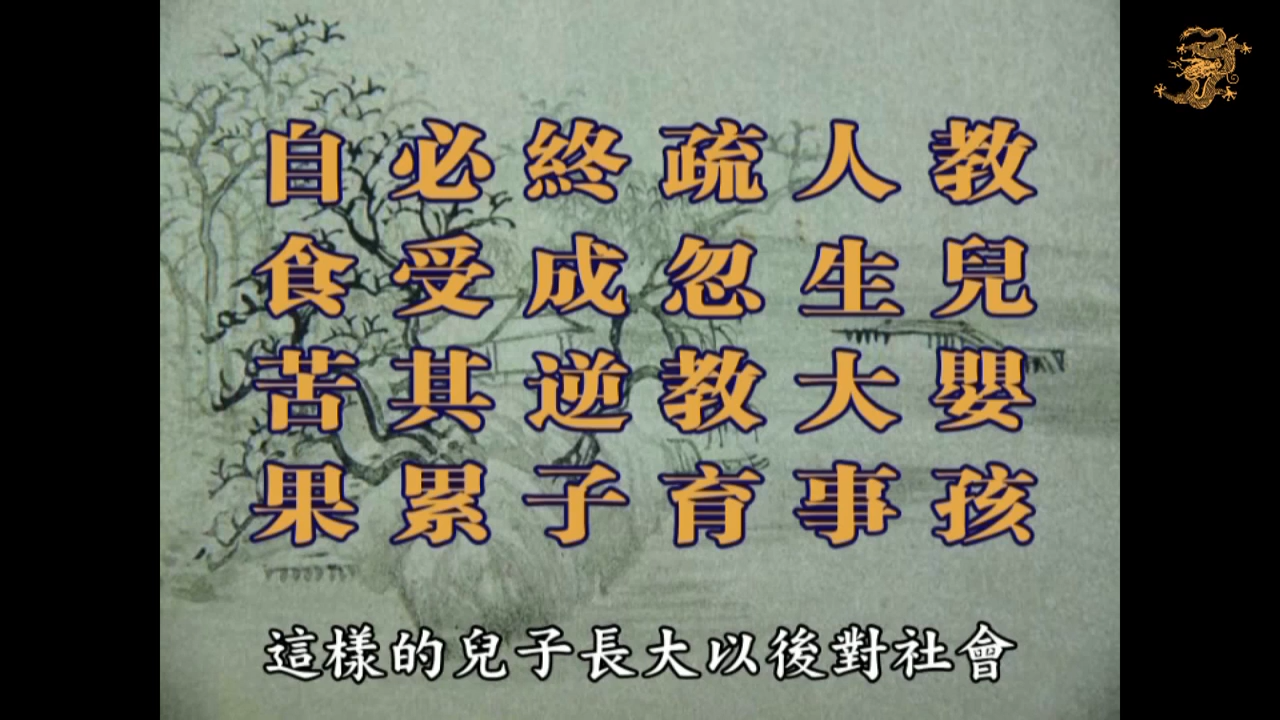 教兒嬰孩
人生大事
疏忽教育
終成逆子
必受其累
自食苦果
這樣的兒子長大以後對社會